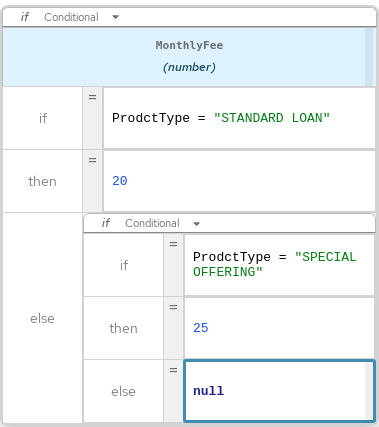 if Conditional
MonthlyFee
(number)
if = ProdctType = "STANDARD LOAN"
then = 20
else
if Conditional
if = ProdctType = "SPECIAL
OFFERING"
then = 25
else = null